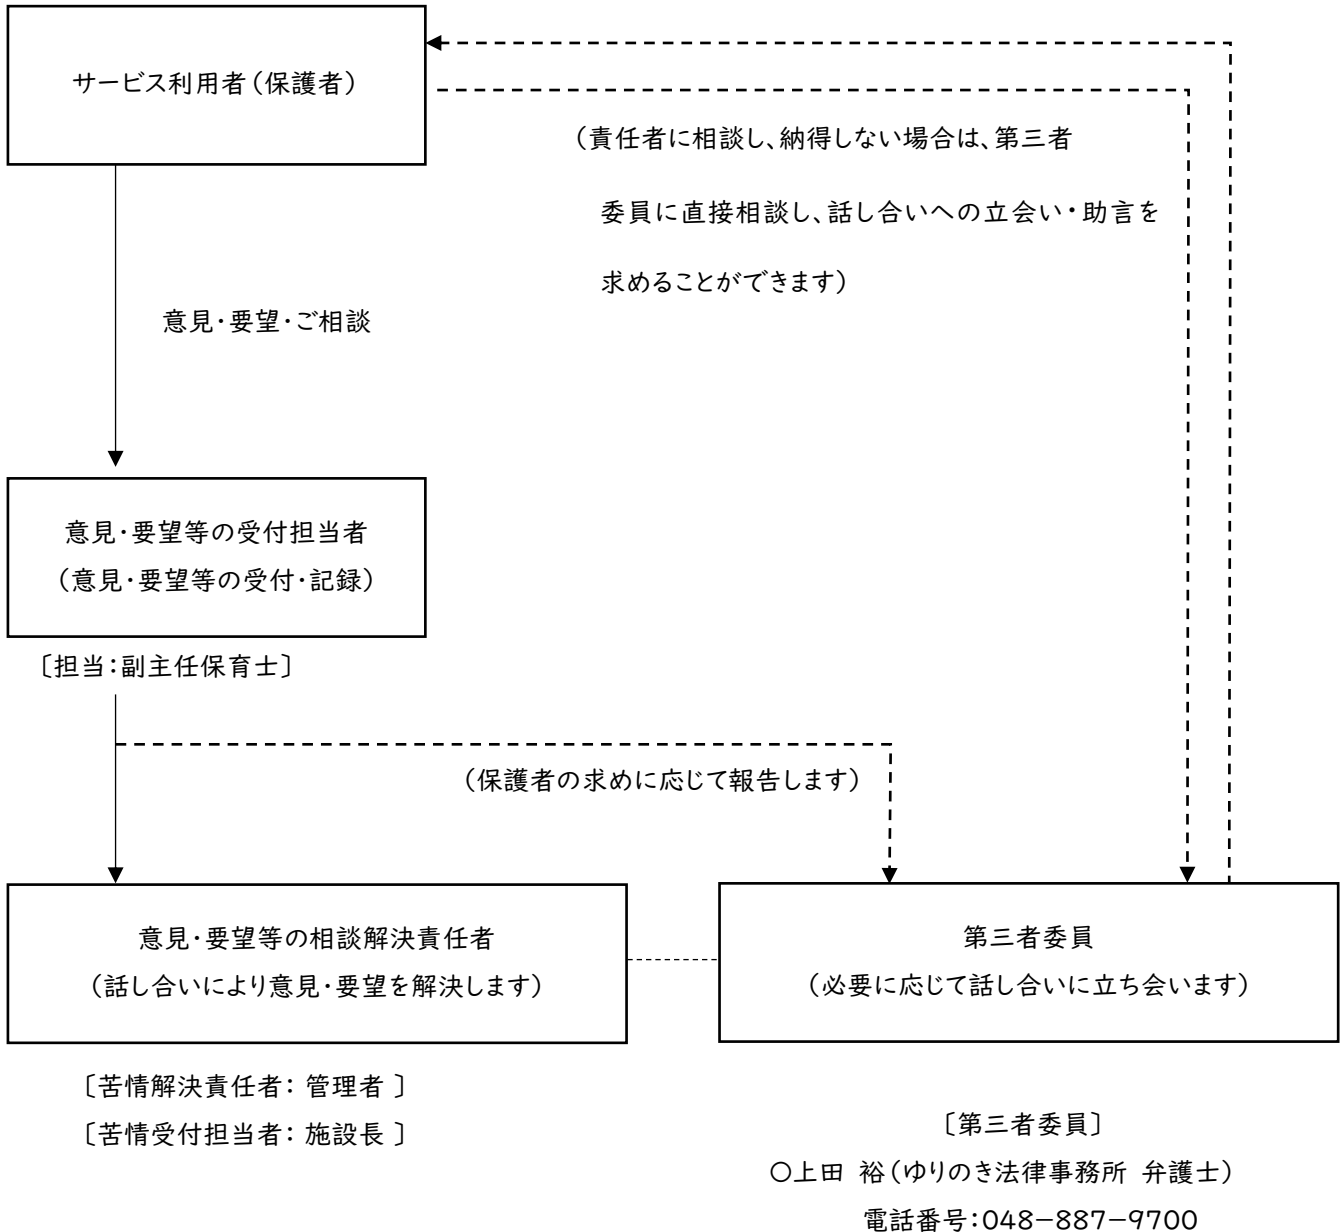 サービス利用者（保護者）
（責任者に相談し、納得しない場合は、第三者
委員に直接相談し、話し合いへの立会い・助言を
求めることができます）
意見・要望・ご相談
意見・要望等の受付担当者
（意見・要望等の受付・記録）
〔担当：副主任保育士〕
（保護者の求めに応じて報告します）
意見・要望等の相談解決責任者
（話し合いにより意見・要望を解決します）
第三者委員
（必要に応じて話し合いに立ち会います）
〔苦情解決責任者： 管理者 〕
〔苦情受付担当者： 施設長 〕
〔第三者委員〕
○上田 裕（ゆりのき法律事務所 弁護士）
電話番号：048−887−9700